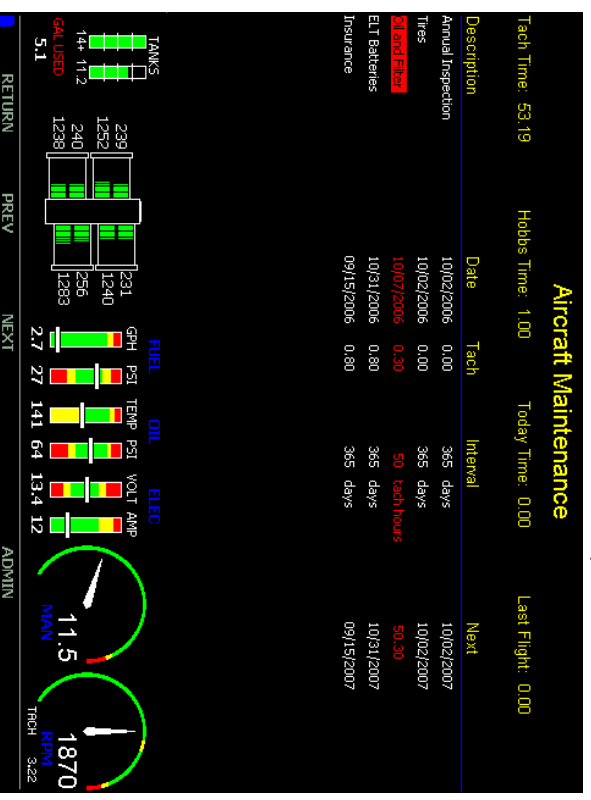 Aircraft Maintenance
Tach Time: 53.19 Hobbs Time: 1.00 Today Time: 0.00 Last Flight: 0.00
Description Date Tach Interval Next
Annual Inspection 10/02/2006 0.00 365 days 10/02/2007
Tires 10/02/2006 0.00 365 days 10/02/2007
Oil and Filter 10/07/2006 0.30 50 tach hours 50.30
ELT Batteries 10/31/2006 0.80 365 days 10/31/2007
Insurance 09/15/2006 0.80 365 days 09/15/2007
FUEL OIL ELEC
TANKS
GPH PSI TEMP PSI VOLT AMP
239 231
1252 1240
240 256
1238 1283
14+ 11.2
GAL USED
5.1
2.7 27 141 64 13.4 12
11.5
MAN
1870
RPM
TACH 3.22
RETURN PREV NEXT ADMIN